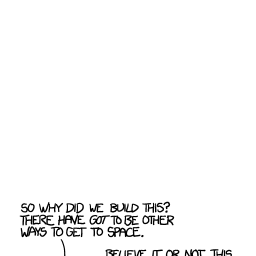 SO WHY DID WE BUILD THIS?
THERE HAVE GOT TO BE OTHER
WAYS TO GET TO SPACE.
BELIEVE IT OR NOT, THIS